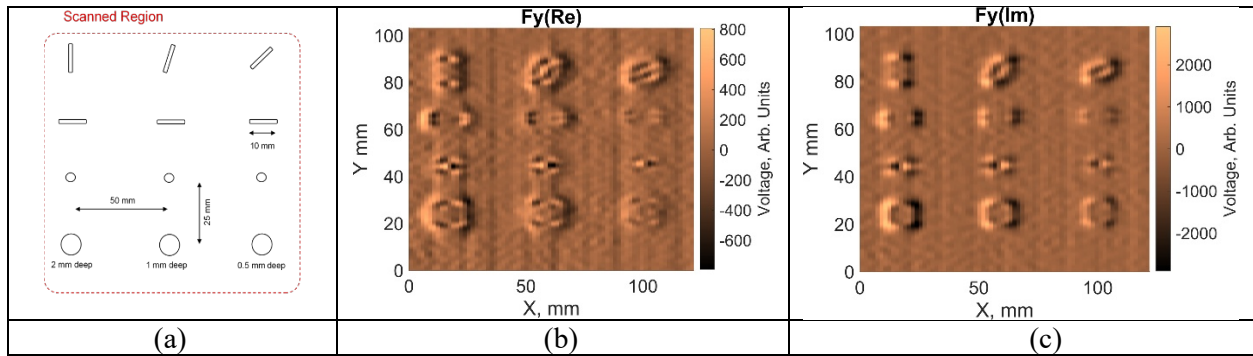 Scanned Region
10 mm
50 mm
25 mm
2 mm deep
1 mm deep
0.5 mm deep
(a)
Fy(Re)
100
80
60
40
20
0
Y mm
0
50
100
X, mm
800
600
400
200
0
-200
-400
-600
Voltage, Arb. Units
(b)
Fy(Im)
100
80
60
40
20
0
Y mm
0
50
100
X, mm
2000
1000
0
-1000
-2000
Voltage, Arb. Units
(c)